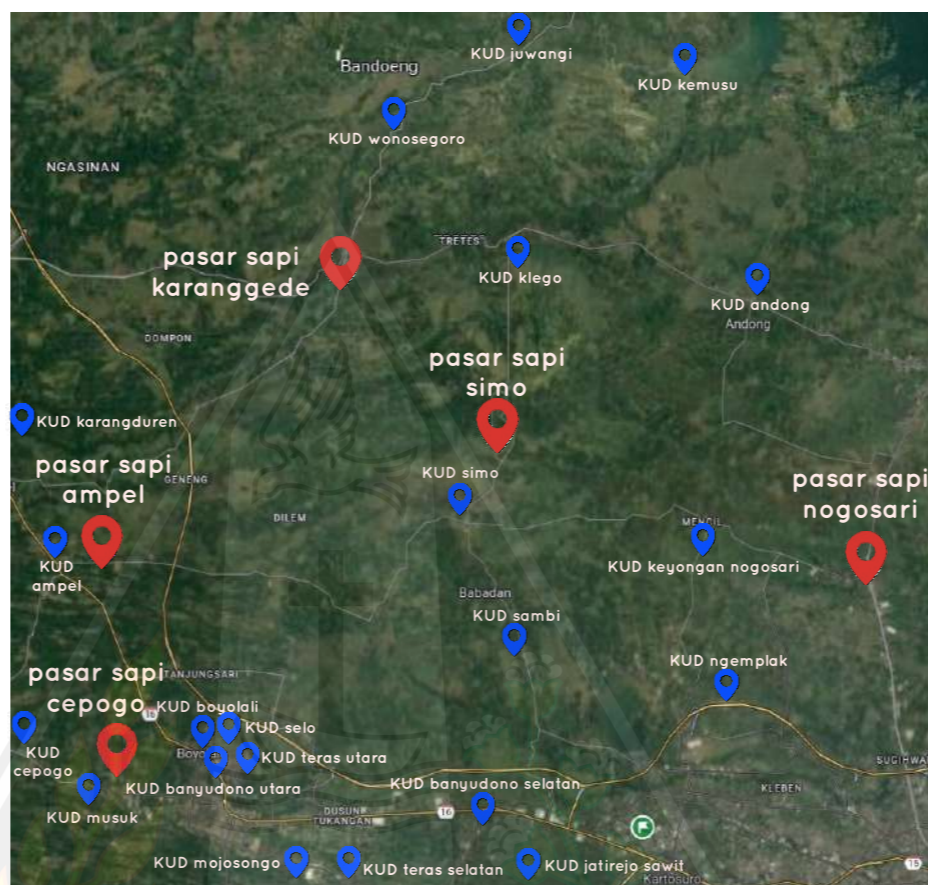 KUD juwangi
Bandoeng
KUD kemusu
KUD wonosegoro
NGASINAN
TRETES
pasar sapi
karanggede
KUD klego
KUD andong
Andong
DOMPON
pasar sapi
simo
KUD karangduren
pasar sapi
ampel
GENENG
KUD simo
pasar sapi
nogosari
DILEM
KUD
ampel
KUD keyongan nogosari
Babadan
KUD sambi
KUD ngemplak
pasar sapi
cepogo
TANJUNGSARI
16
KUD boyolali
KUD selo
KUD
cepogo
KUD teras utara
KUD banyudono utara
KUD banyudono selatan
SUGIHWA
KLEBEN
KUD musuk
DUSUN
TUKANGAN
16
KUD mojosongo
KUD teras selatan
KUD jatirejo sawit
Kartosuro
15